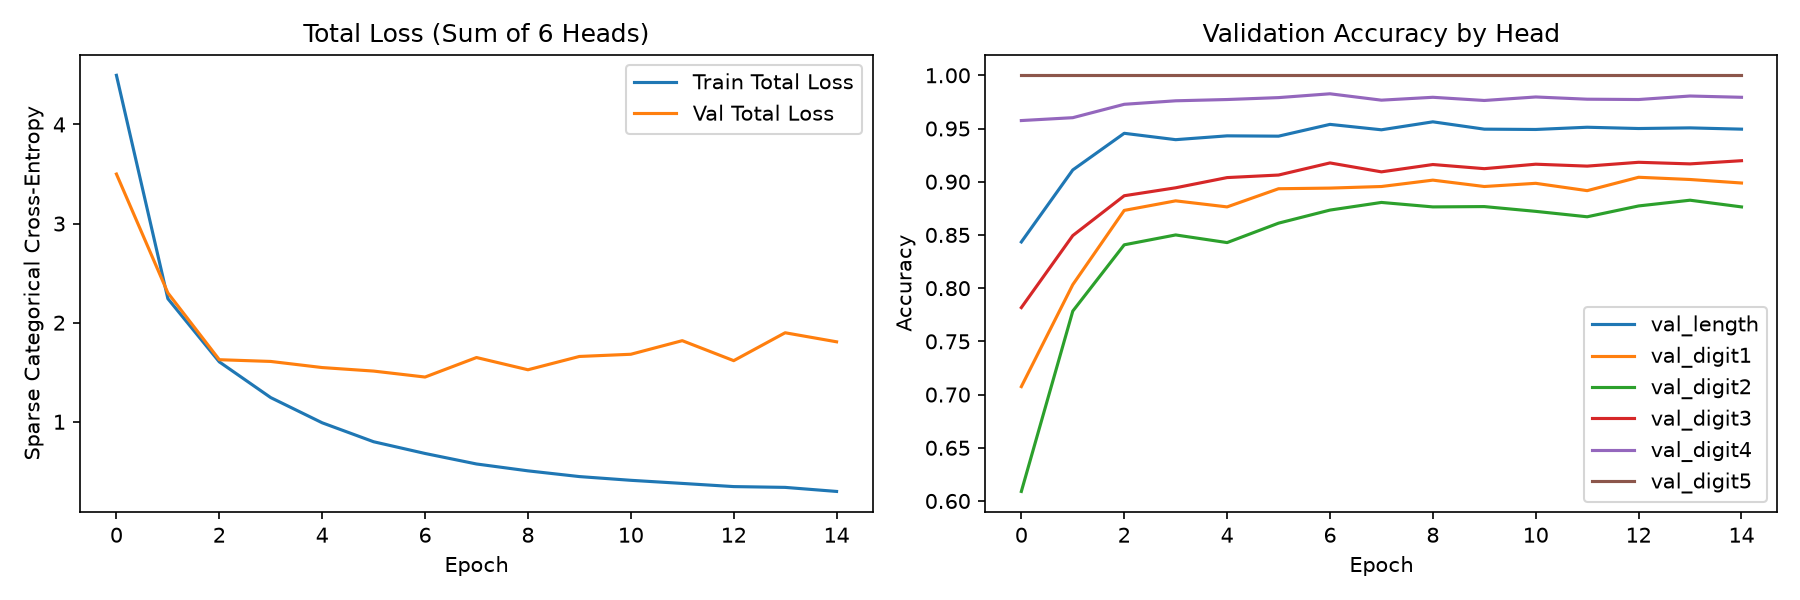 Total Loss (Sum of 6 Heads)
Sparse Categorical Cross-Entropy
4
3
2
1
0 2 4 6 8 10 12 14
Epoch
Train Total Loss
Val Total Loss
Validation Accuracy by Head
Accuracy
1.00
0.95
0.90
0.85
0.80
0.75
0.70
0.65
0.60
0 2 4 6 8 10 12 14
Epoch
val_length
val_digit1
val_digit2
val_digit3
val_digit4
val_digit5